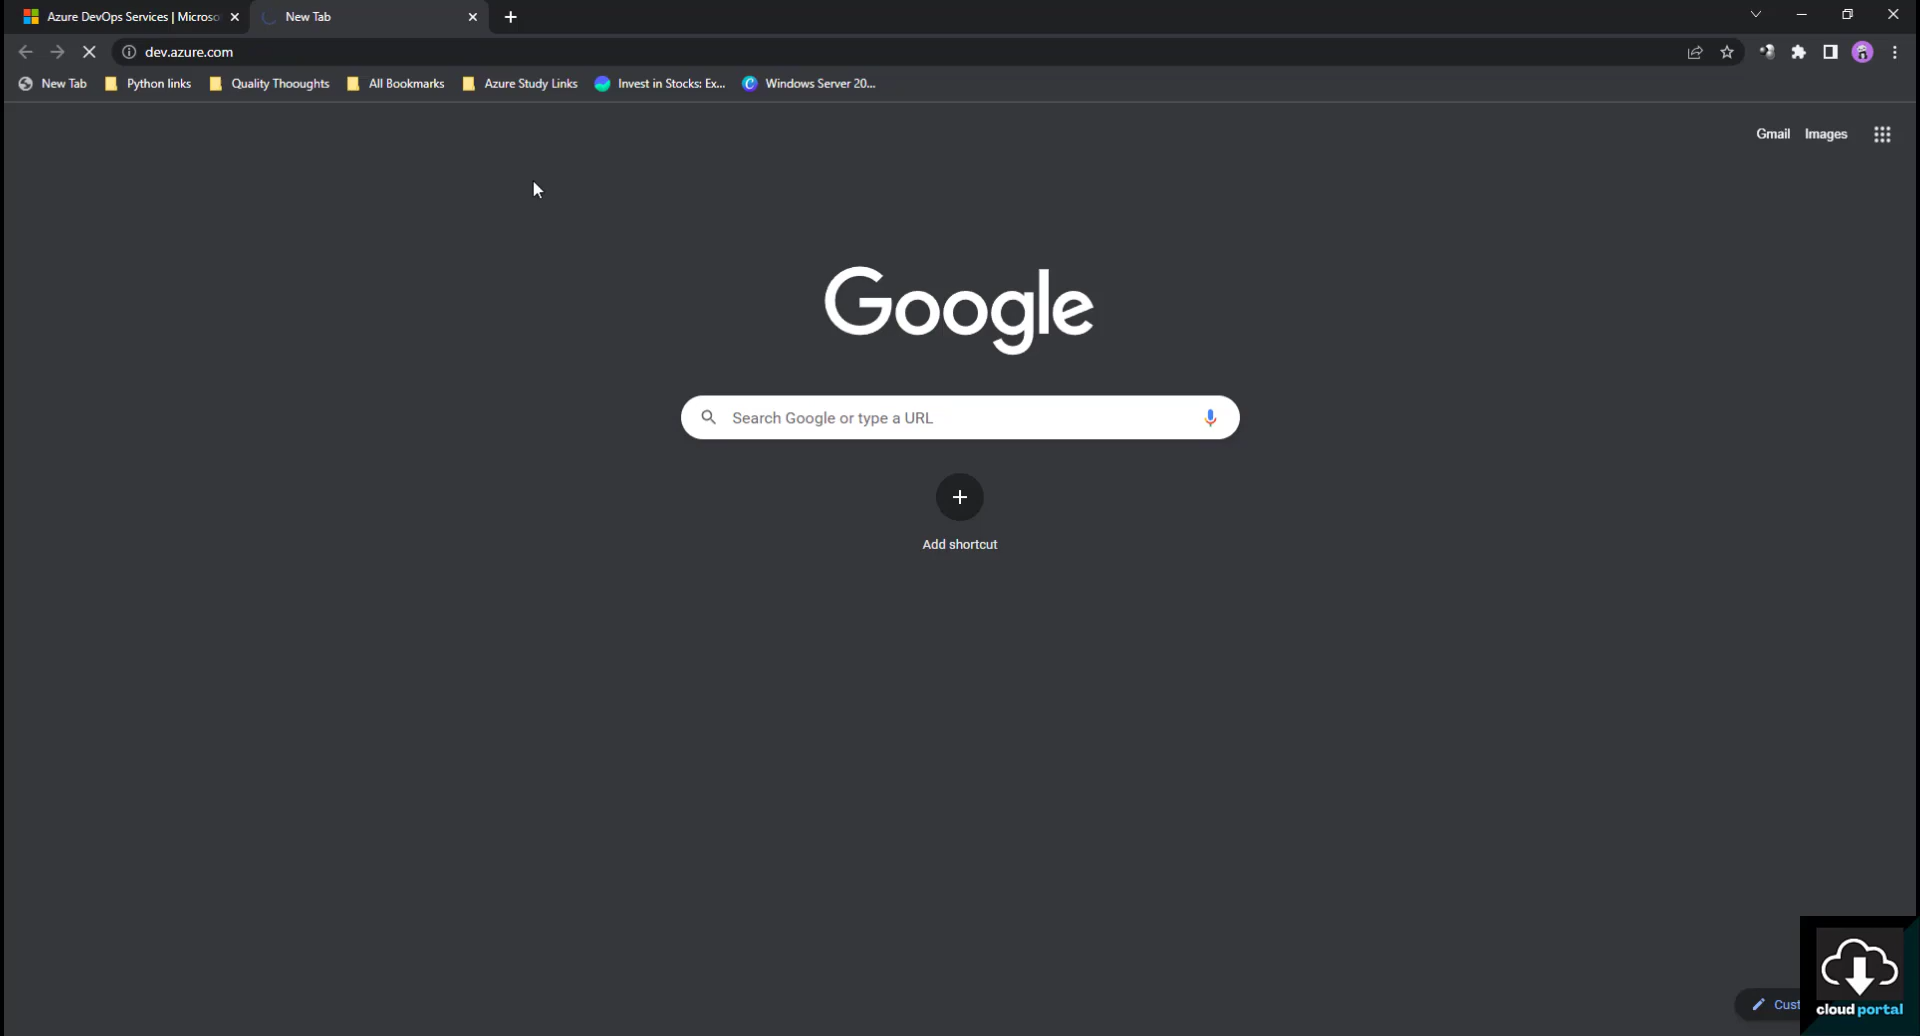 Azure DevOps Services | Microso
New Tab
dev.azure.com
New Tab
Python links
Quality Thooughts
All Bookmarks
Azure Study Links
Invest in Stocks: Ex...
Windows Server 20...
Gmail
Images
Google
Search Google or type a URL
Add shortcut
Cust
cloud portal